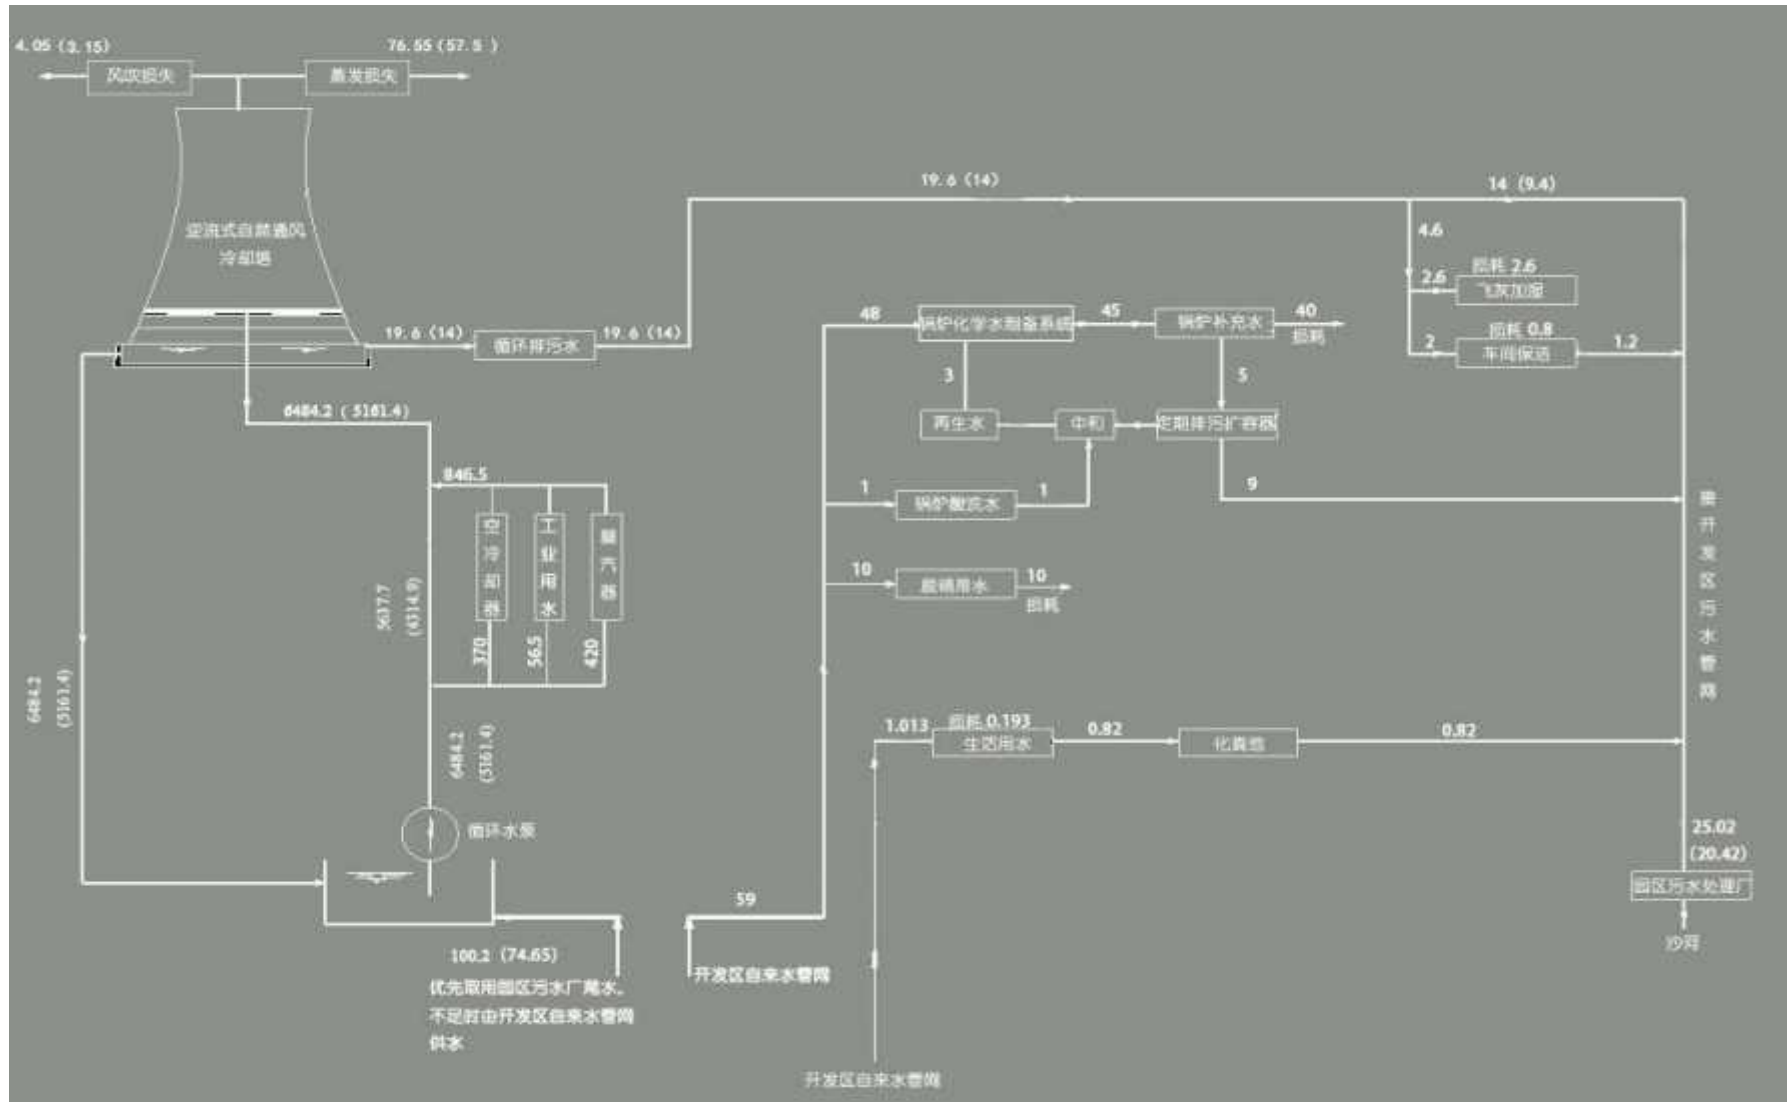 4.05 (3.15)
76.55 (57.5 )
风吹损失
蒸发损失
逆流式自然通风
冷却塔
19.6 (14)
14 (9.4)
4.6
2.6
损耗 2.6
飞灰加湿
损耗 0.8
2
1.2
19.6 (14)
循环排污水
19.6 (14)
48
锅炉化学水制备系统
45
锅炉补充水
40
损耗
3
5
再生水
中和
定期排污扩容器
9
1
锅炉酸洗水
1
10
脱硝用水
10
损耗
6484.2 ( 5161.4)
846.5
空冷却器
工业用水
凝汽器
370
56.5
420
5637.7
(4314.9)
6484.2
(5161.4)
6484.2
(5161.4)
循环水泵
100.2 (74.65)
优先取用园区污水厂尾水。
不足时由开发区自来水管网
供水
59
开发区自来水管网
1.013
损耗 0.193
生活用水
0.82
化粪池
0.82
开发区自来水管网
开发区污水管网
25.02
(20.42)
园区污水处理厂
沙河